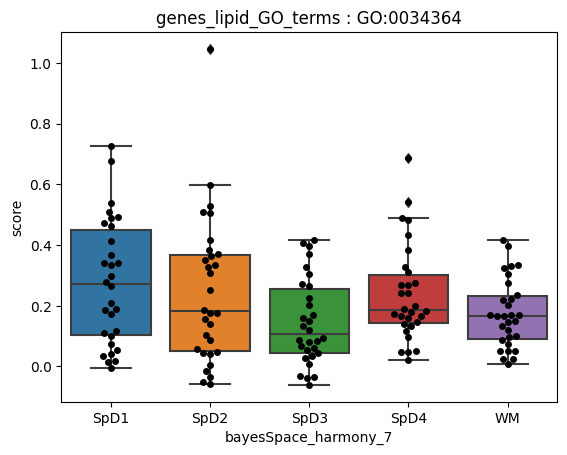 genes_lipid_GO_terms : GO:0034364
score
1.0
0.8
0.6
0.4
0.2
0.0
SpD1 SpD2 SpD3 SpD4 WM
bayesSpace_harmony_7